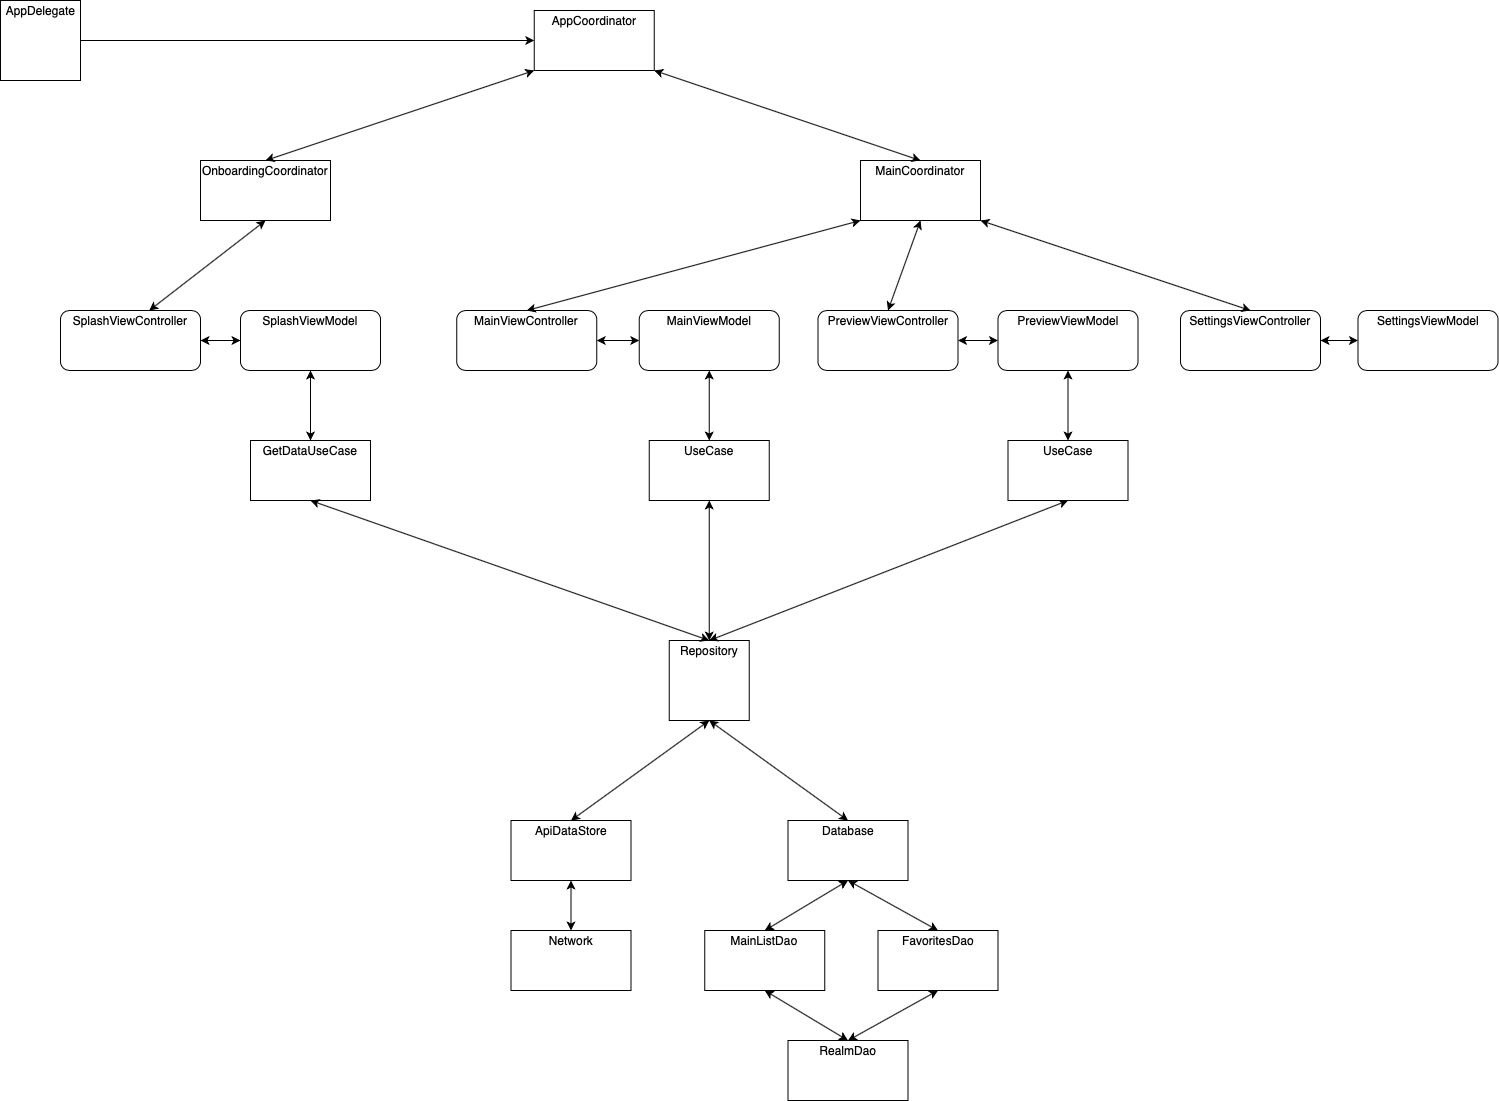 AppDelegate
AppCoordinator
OnboardingCoordinator
MainCoordinator
SplashViewController
SplashViewModel
MainViewController
MainViewModel
PreviewViewController
PreviewViewModel
SettingsViewController
SettingsViewModel
GetDataUseCase
UseCase
UseCase
Repository
ApiDataStore
Database
Network
MainListDao
FavoritesDao
RealmDao